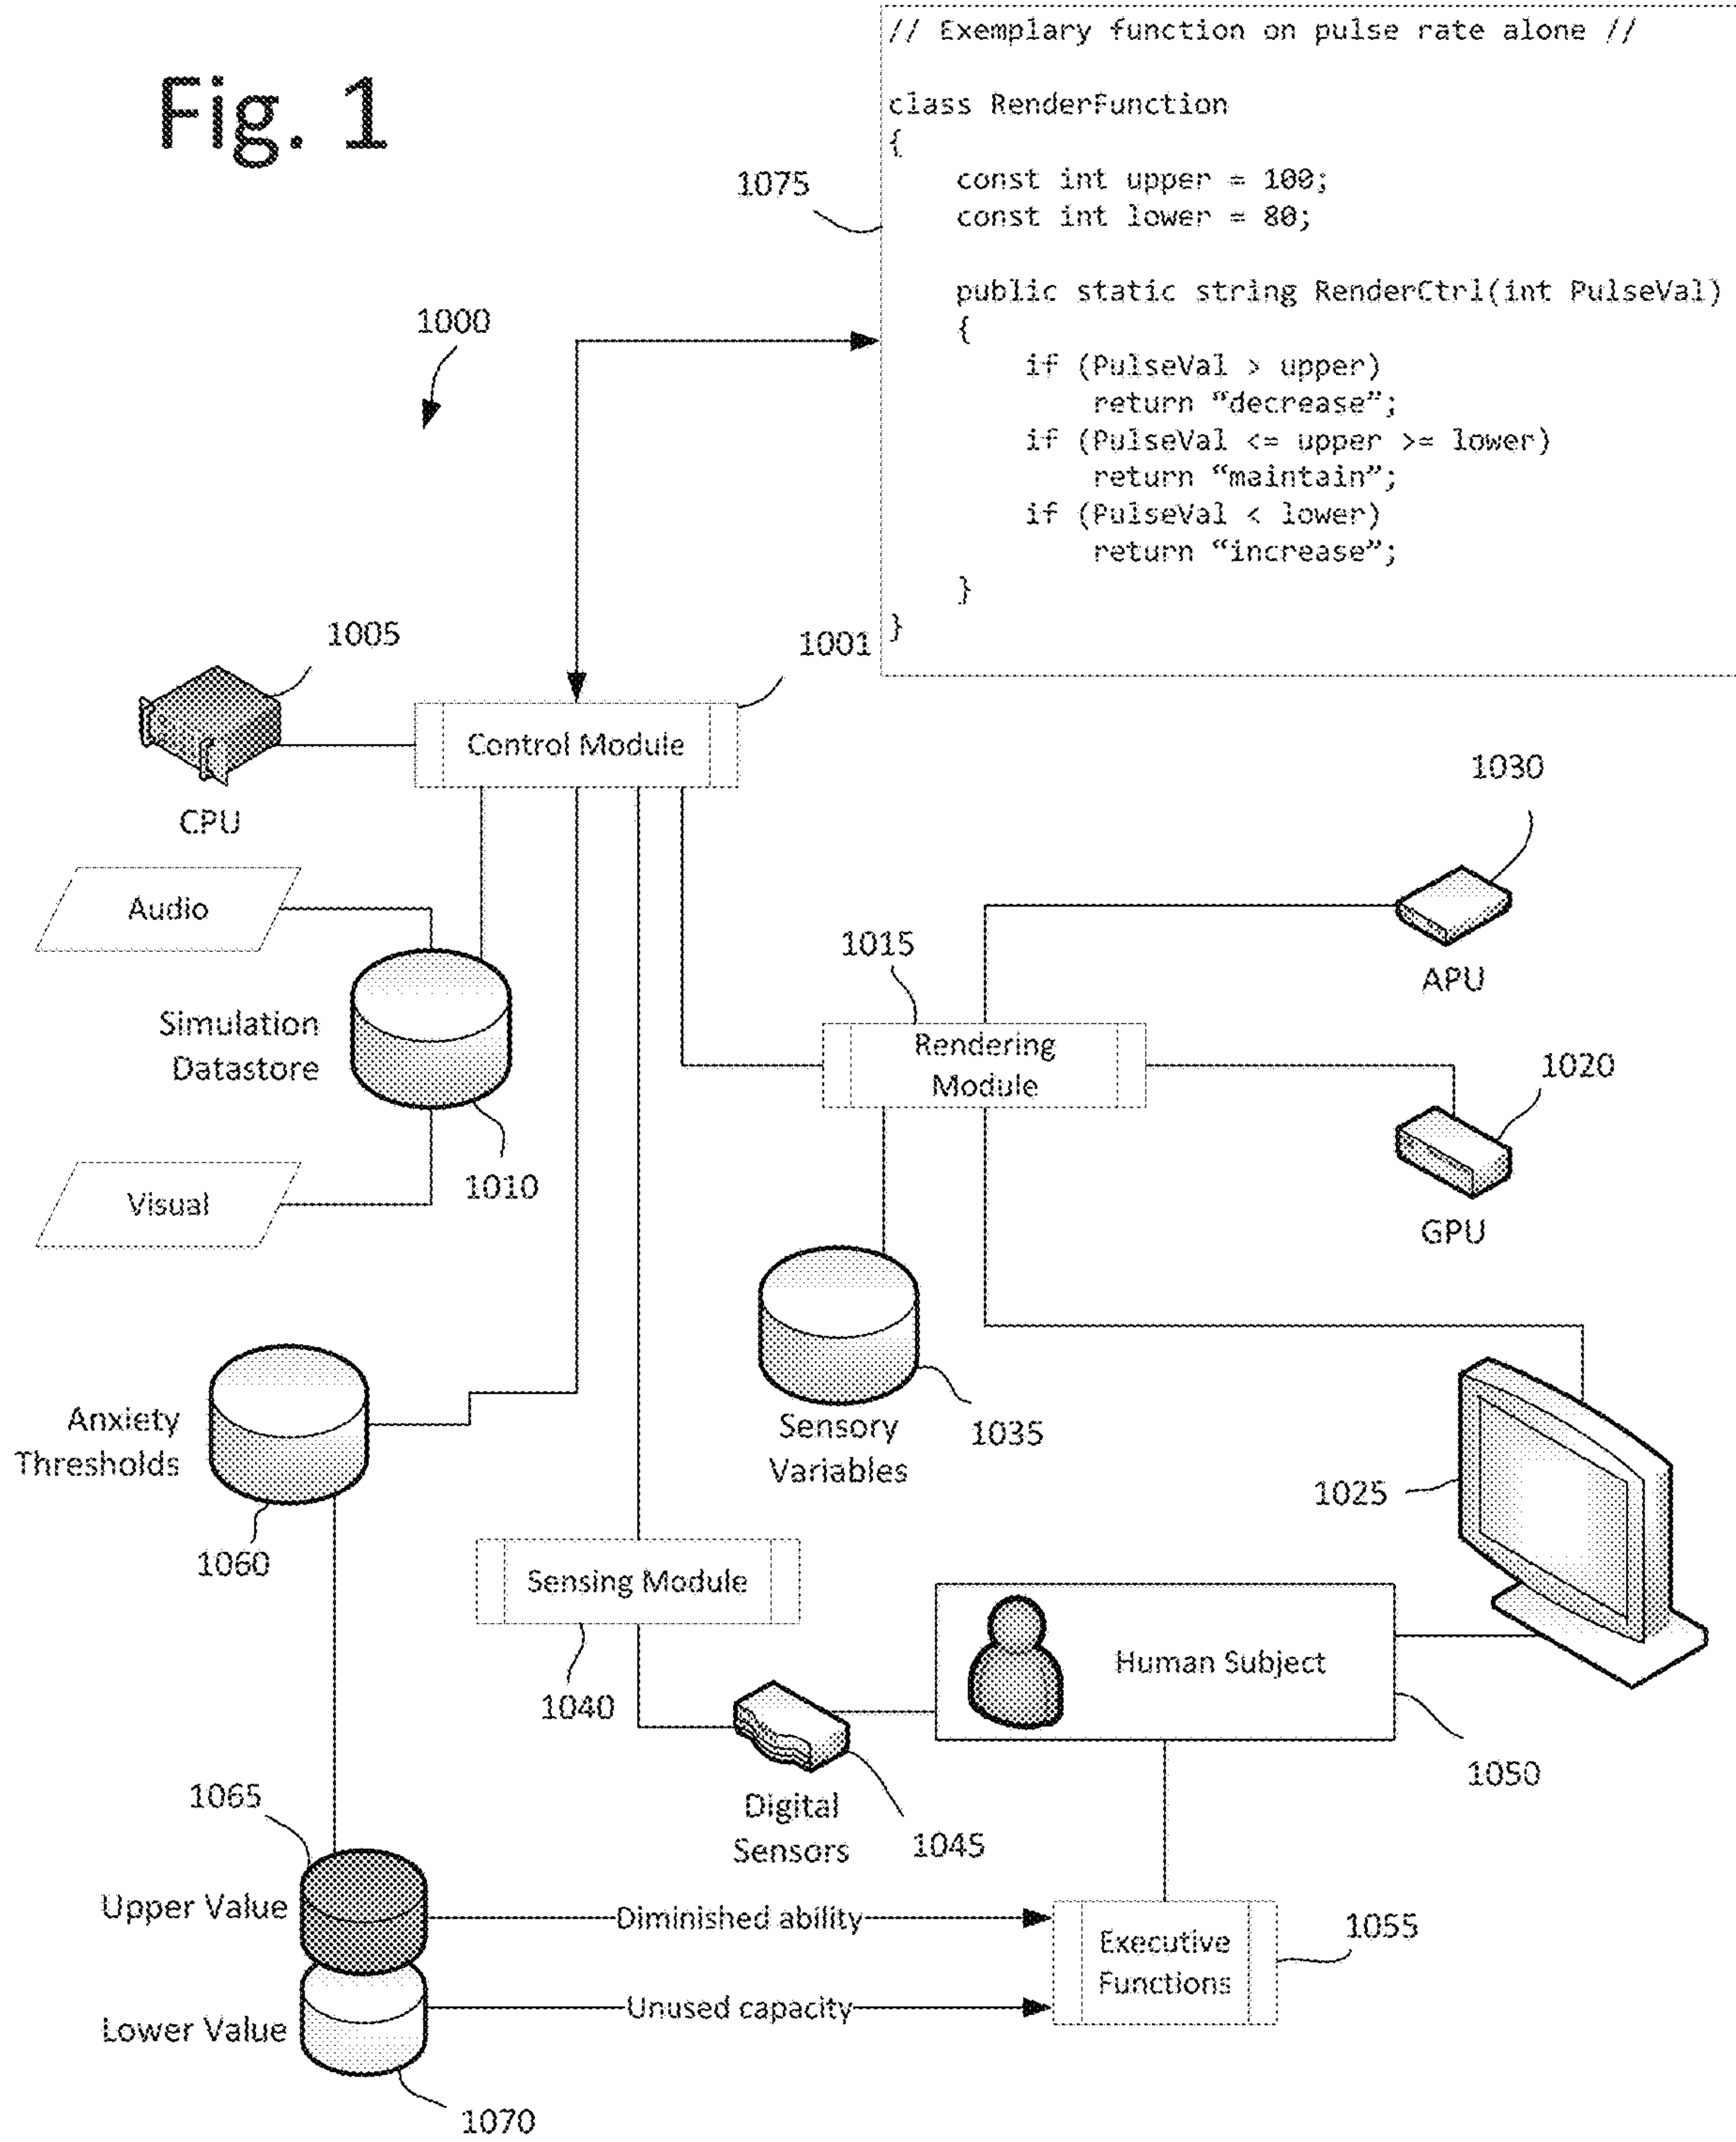 Fig. 1
// Exemplary function on pulse rate alone //
class RenderFunction
{
const int upper = 100;
const int lower = 80;
public static string RenderCtrl(int PulseVal)
{
if (PulseVal > upper)
return “decrease”;
if (PulseVal <= upper >= lower)
return “maintain”;
if (PulseVal < lower)
return “increase”;
}
}
1075
1000
1005
1001
Control Module
CPU
1030
Audio
APU
1015
Simulation
Datastore
Rendering
Module
1020
1010
Visual
GPU
Anxiety
Thresholds
Sensory
Variables
1035
1025
1060
Sensing Module
Human Subject
1040
1050
1065
Digital
Sensors
1045
Upper Value
Diminished ability
1055
Executive
Functions
Unused capacity
Lower Value
1070